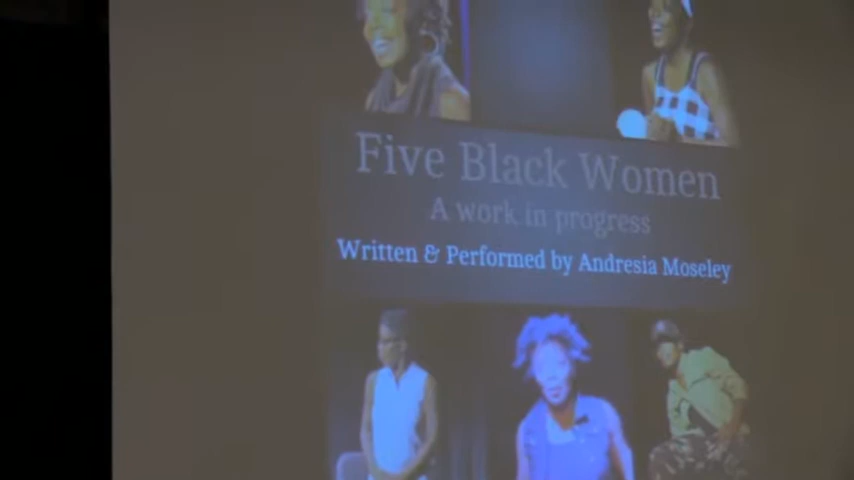 Five Black Women
A work in progress
Written & Performed by Andresia Moseley